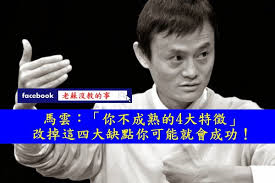 facebook 老蘇沒教的事
馬雲：「你不成熟的4大特徵」
改掉這四大缺點你可能就會成功！